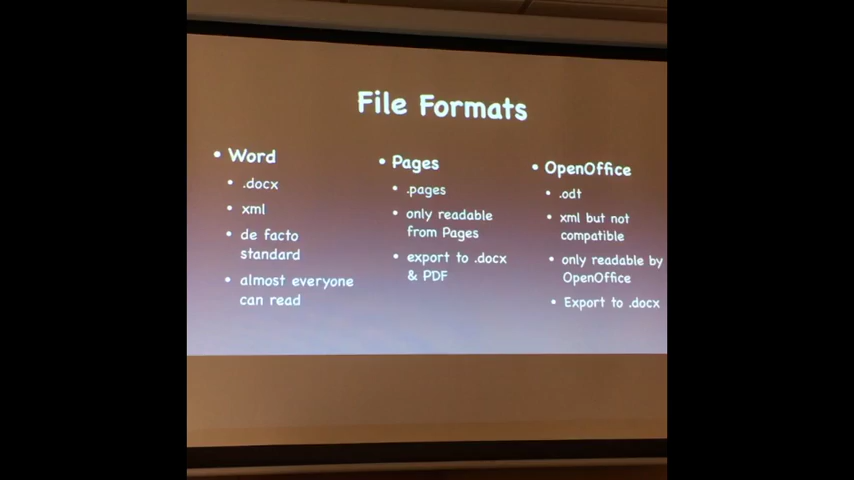 File Formats
• Word
• .docx
• xml
• de facto
standard
• almost everyone
can read
• Pages
• .pages
• only readable
from Pages
• export to .docx
& PDF
• OpenOffice
• .odt
• xml but not
compatible
• only readable by
OpenOffice
• Export to .docx